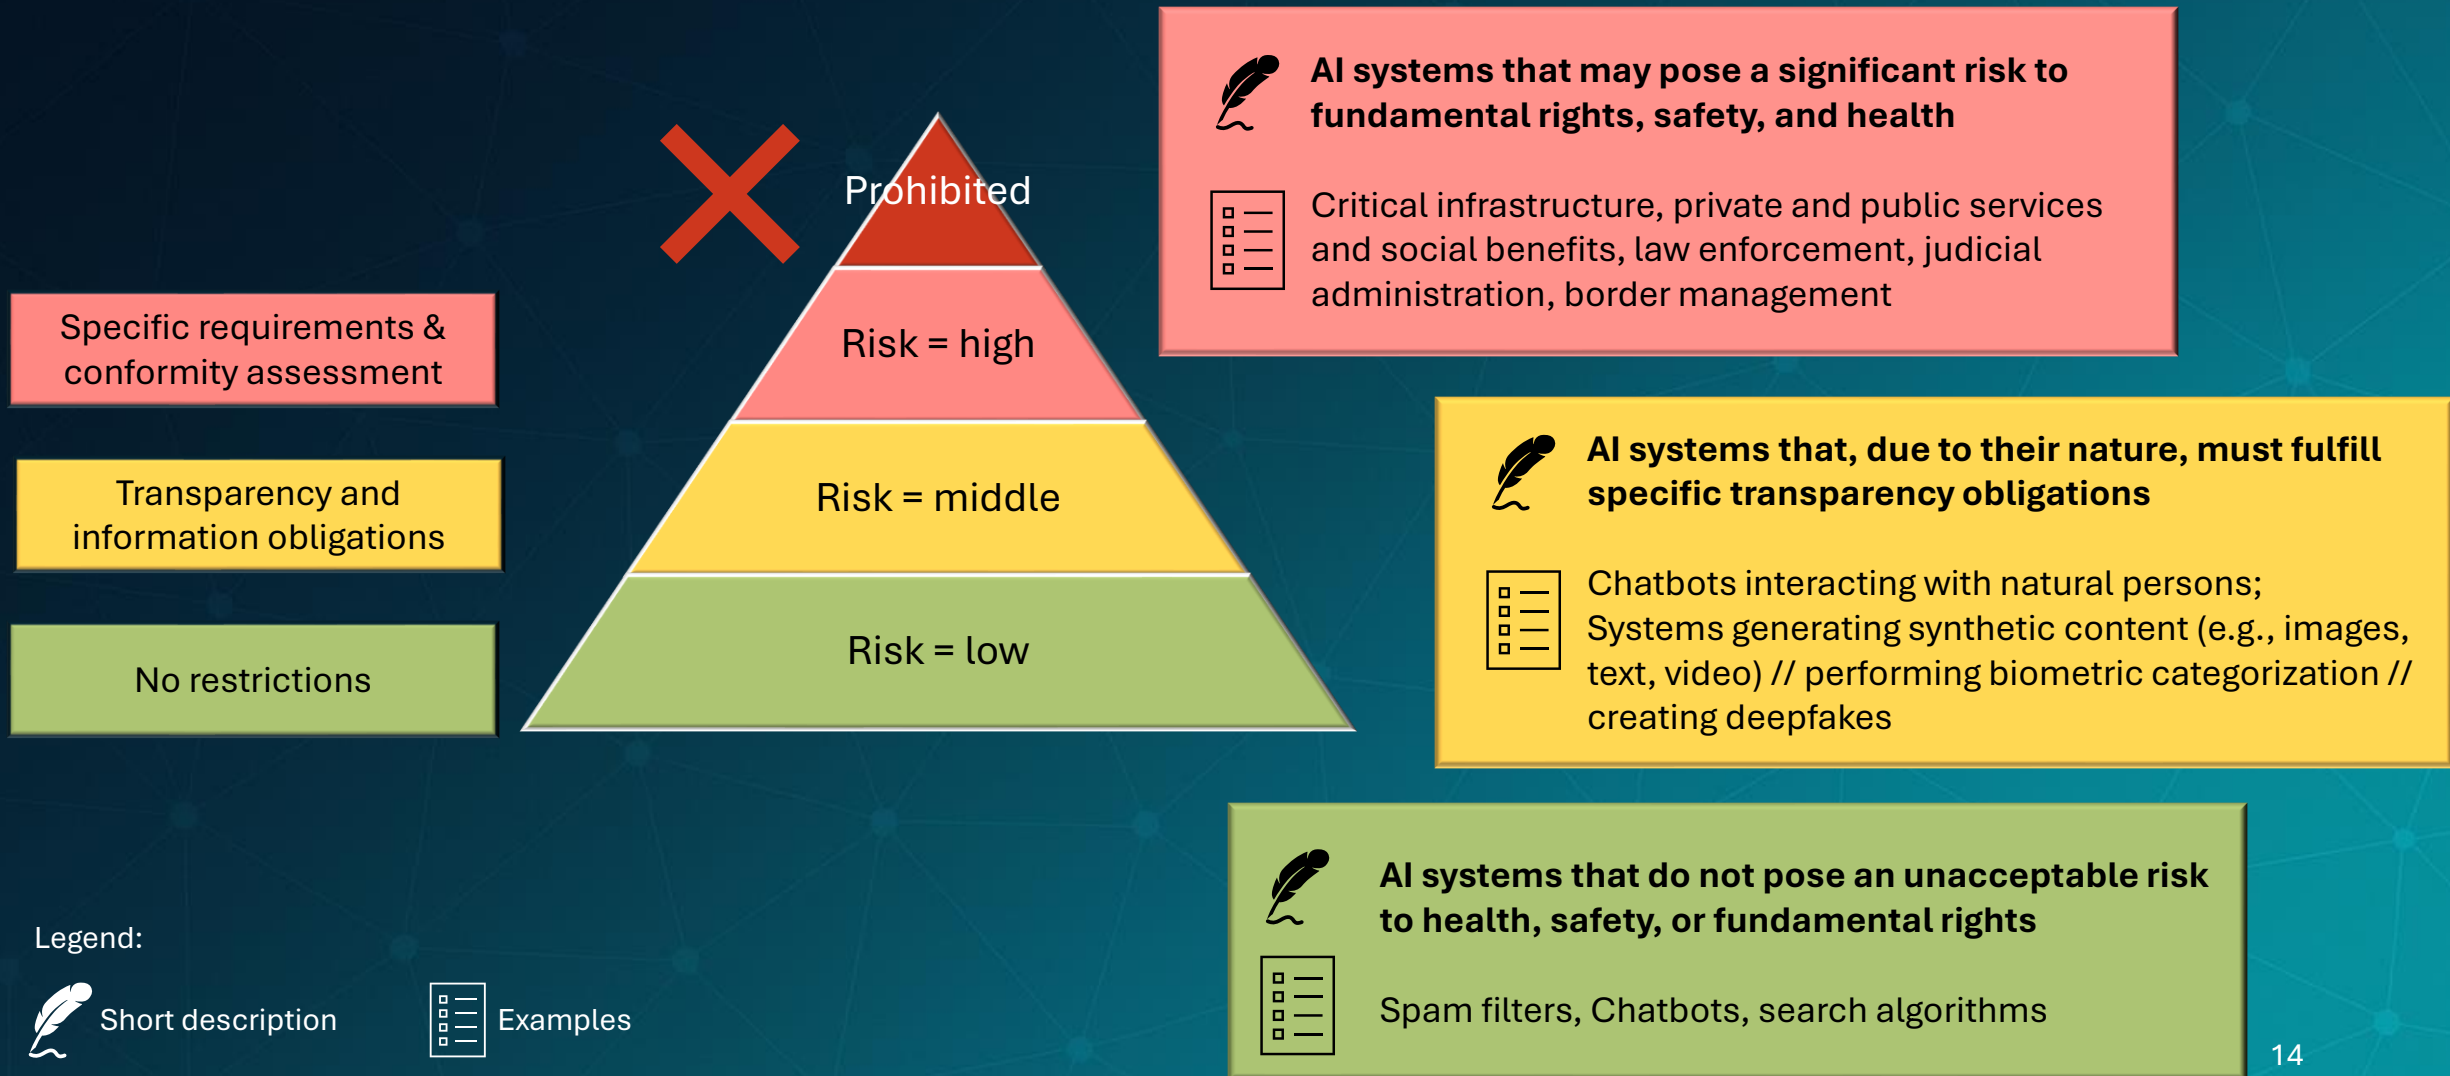 Prohibited
Risk = high
Risk = middle
Risk = low
Specific requirements &
conformity assessment
Transparency and
information obligations
No restrictions
AI systems that may pose a significant risk to
fundamental rights, safety, and health
Critical infrastructure, private and public services
and social benefits, law enforcement, judicial
administration, border management
AI systems that, due to their nature, must fulfill
specific transparency obligations
Chatbots interacting with natural persons;
Systems generating synthetic content (e.g., images,
text, video) // performing biometric categorization //
creating deepfakes
AI systems that do not pose an unacceptable risk
to health, safety, or fundamental rights
Spam filters, Chatbots, search algorithms
Legend:
Short description
Examples
14